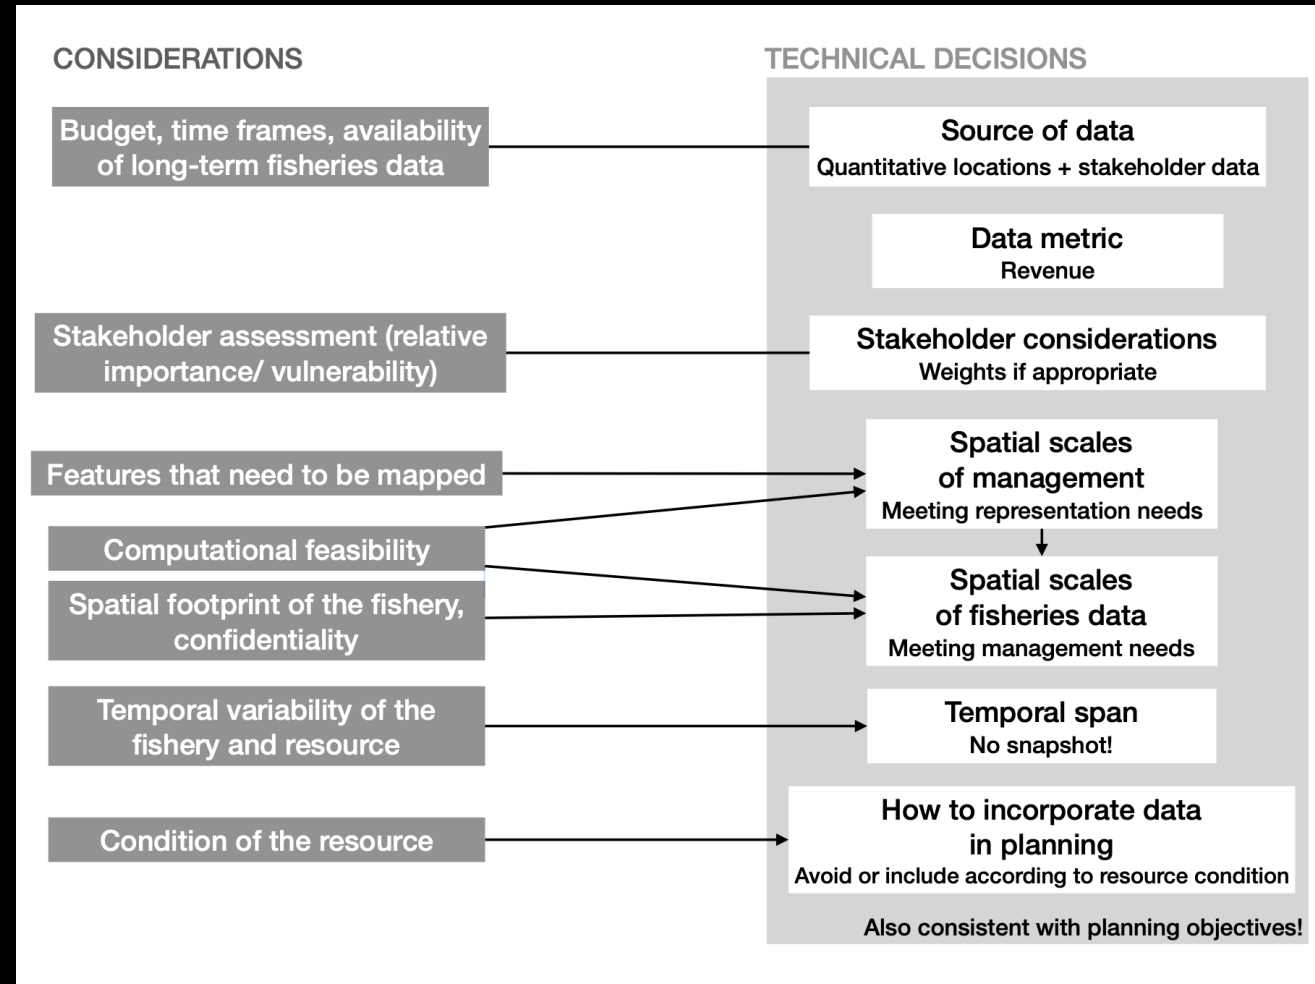 CONSIDERATIONS
TECHNICAL DECISIONS
Budget, time frames, availability
of long-term fisheries data
Source of data
Quantitative locations + stakeholder data
Data metric
Revenue
Stakeholder assessment (relative
importance/ vulnerability)
Stakeholder considerations
Weights if appropriate
Features that need to be mapped
Spatial scales
of management
Meeting representation needs
Computational feasibility
Spatial footprint of the fishery,
confidentiality
Spatial scales
of fisheries data
Meeting management needs
Temporal variability of the
fishery and resource
Temporal span
No snapshot!
Condition of the resource
How to incorporate data
in planning
Avoid or include according to resource condition
Also consistent with planning objectives!